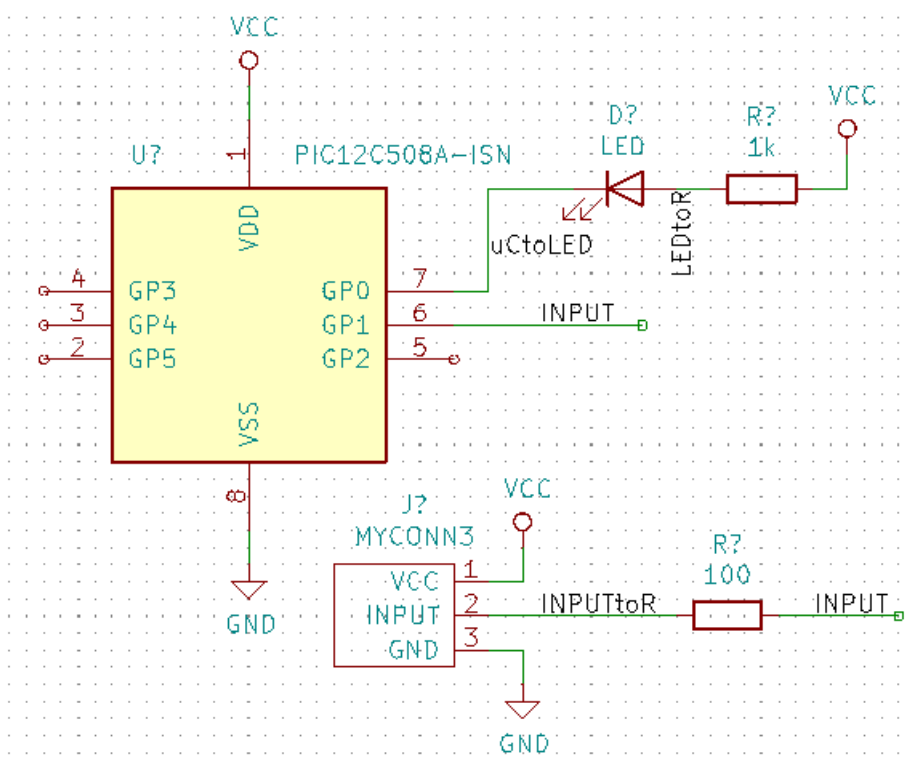 VCC
U?
1
PIC12C508A-ISN
D?
LED
R?
1k
VCC
VDD
uCtoLED
LEDtoR
4
GP3
GP0
7
3
GP4
GP1
6
INPUT
2
GP5
GP2
5
VSS
8
GND
J?
MYCONN3
VCC
VCC
1
INPUT
2
GND
3
INPUTtoR
R?
100
INPUT
GND